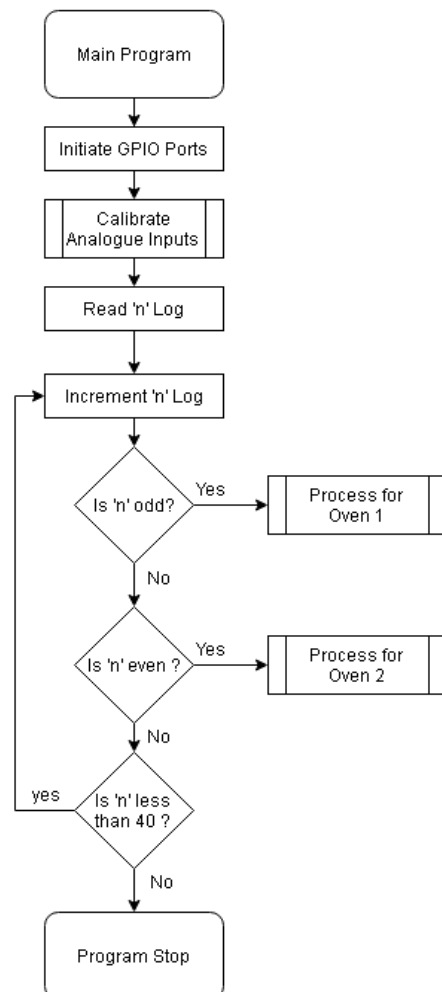 Main Program
Initiate GPIO Ports
Calibrate
Analogue Inputs
Read 'n' Log
Increment 'n' Log
Is 'n' odd?
Yes
Process for
Oven 1
No
Is 'n' even ?
Yes
Process for
Oven 2
No
Is 'n' less
than 40 ?
yes
No
Program Stop